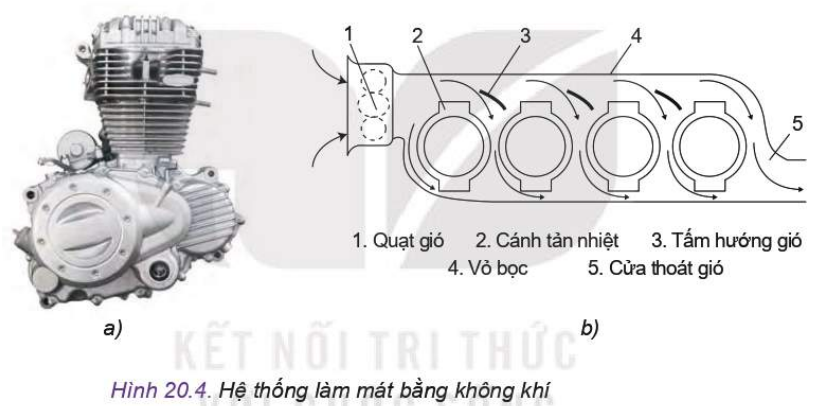 1
2
3
4
5
1. Quạt gió 2. Cánh tản nhiệt 3. Tấm hướng gió
4. Vỏ bọc 5. Cửa thoát gió
a) b)
KẾT NỐI TRI THỨC
Hình 20.4. Hệ thống làm mát bằng không khí